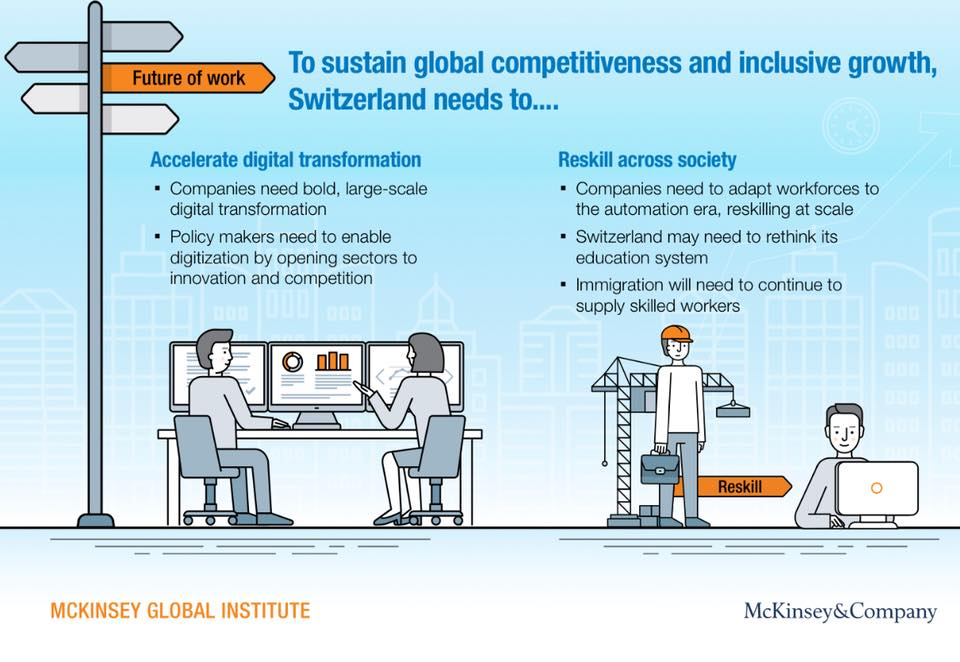 Future of work
To sustain global competitiveness and inclusive growth,
Switzerland needs to....
Accelerate digital transformation
▪ Companies need bold, large-scale
digital transformation
▪ Policy makers need to enable
digitization by opening sectors to
innovation and competition
Reskill across society
▪ Companies need to adapt workforces to
the automation era, reskilling at scale
▪ Switzerland may need to rethink its
education system
▪ Immigration will need to continue to
supply skilled workers
Reskill
MCKINSEY GLOBAL INSTITUTE
McKinsey&Company